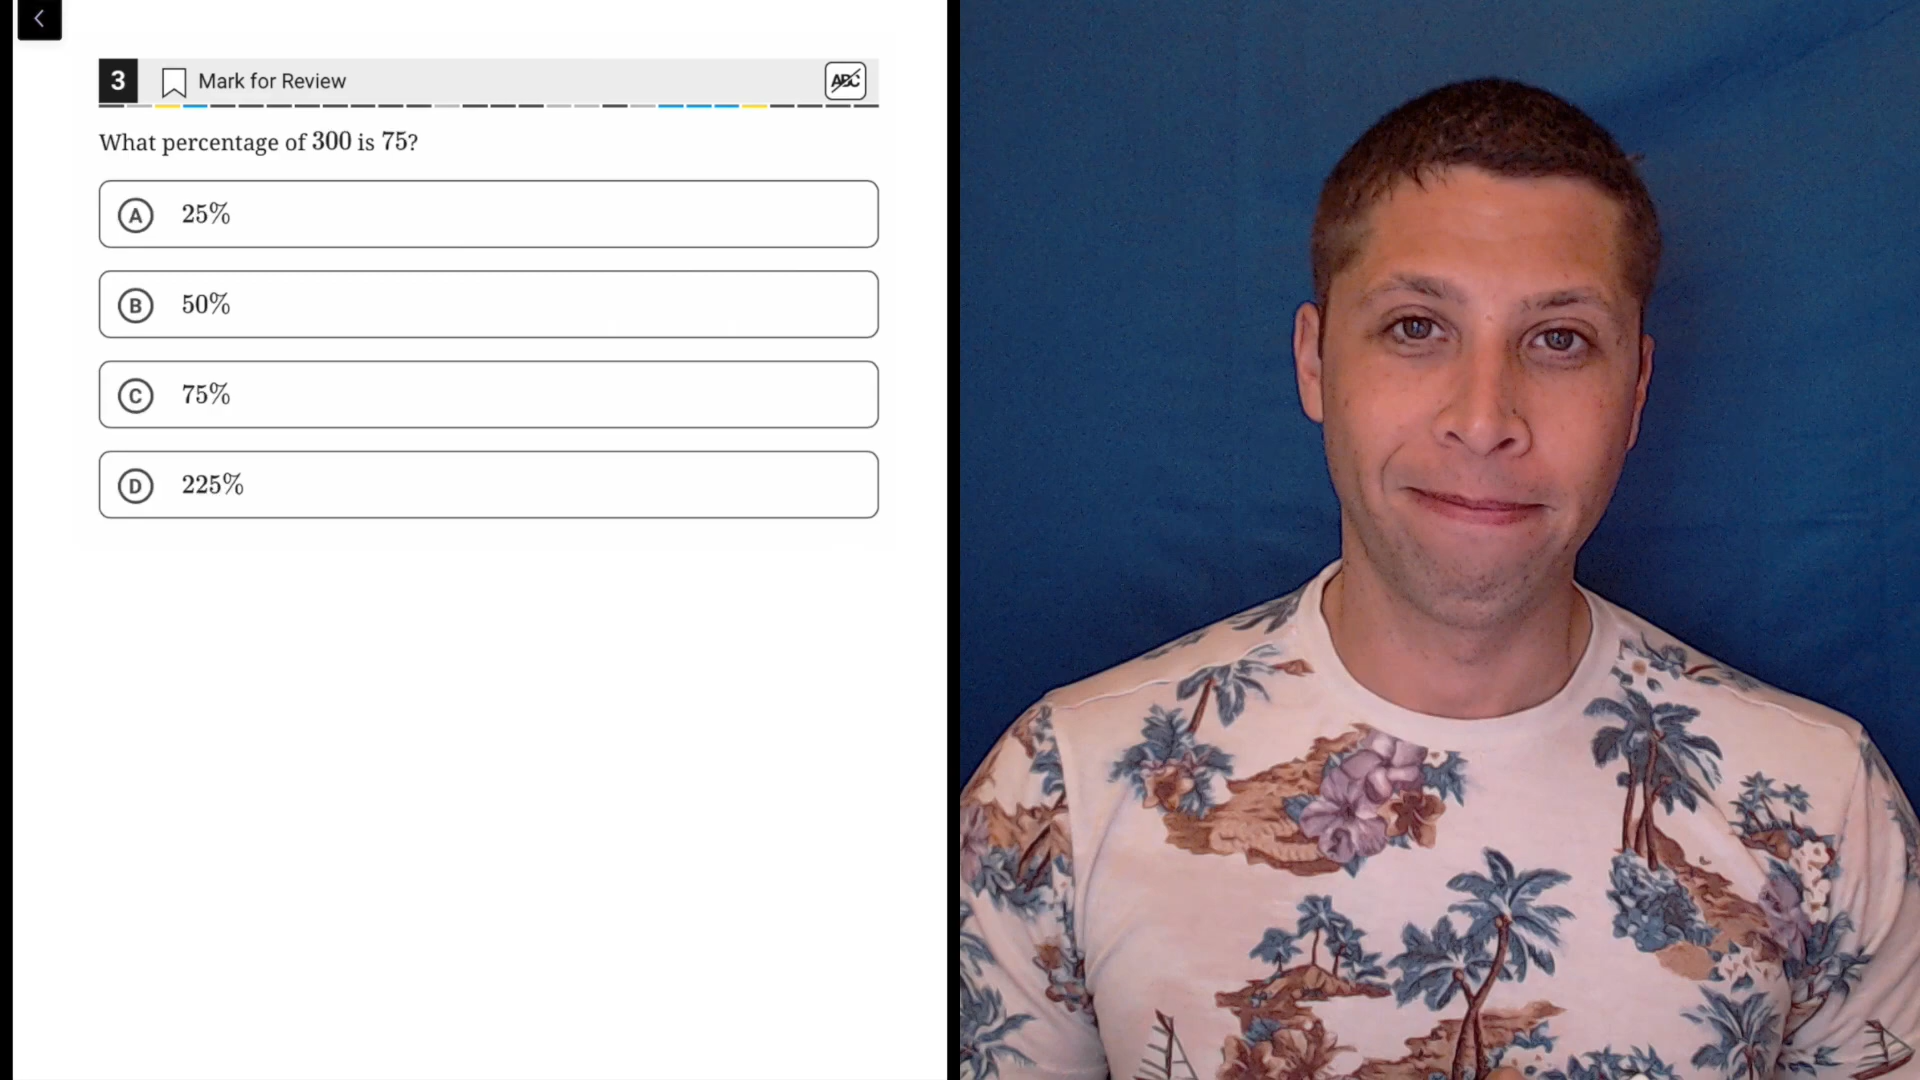 3 Mark for Review ABC
What percentage of 300 is 75?
A 25%
B 50%
C 75%
D 225%